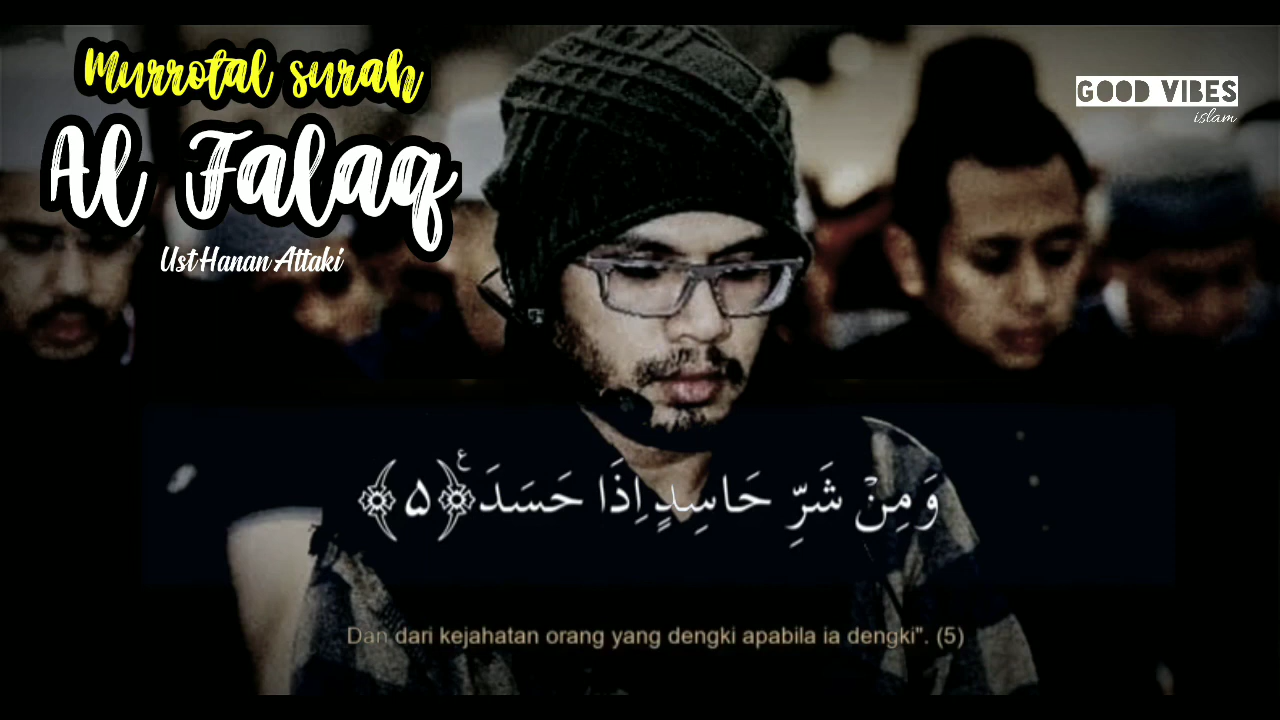 Murrotal surah
Al Falaq
Ust Hanan Attaki
GOOD VIBES
islam
وَمِنْ شَرِّ حَاسِدٍ اِذَا حَسَدَ ࣖ ﴿۵﴾
Dan dari kejahatan orang yang dengki apabila ia dengki". (5)